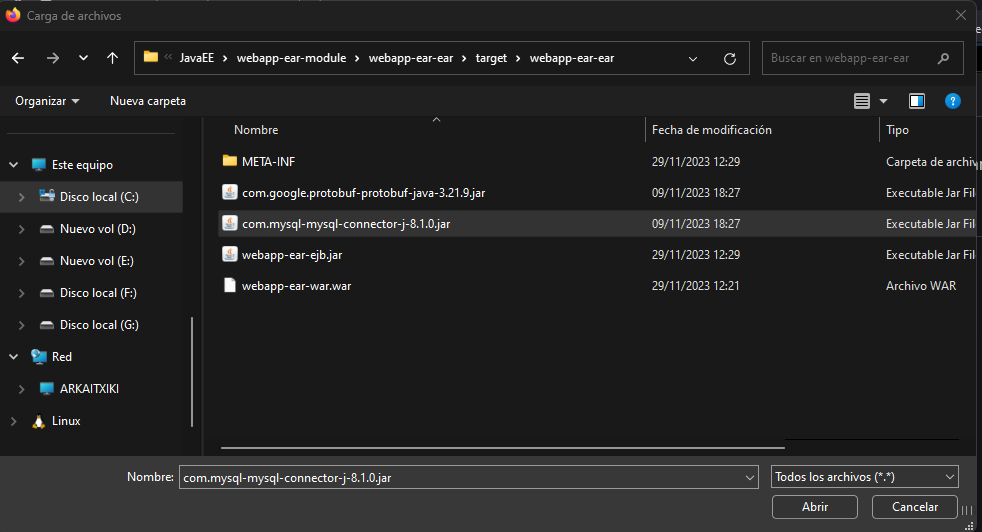 Carga de archivos
« JavaEE > webapp-ear-module > webapp-ear-ear > target > webapp-ear-ear
Buscar en webapp-ear-ear
Organizar Nueva carpeta
Nombre Fecha de modificación Tipo
META-INF 29/11/2023 12:29 Carpeta de archiv
com.google.protobuf-protobuf-java-3.21.9.jar 09/11/2023 18:27 Executable Jar File
com.mysql-mysql-connector-j-8.1.0.jar 09/11/2023 18:27 Executable Jar File
webapp-ear-ejb.jar 29/11/2023 12:29 Executable Jar File
webapp-ear-war.war 29/11/2023 12:21 Archivo WAR
Este equipo
Disco local (C:)
Nuevo vol (D:)
Nuevo vol (E:)
Disco local (F:)
Disco local (G:)
Red
ARKAITXIKI
Linux
Nombre: com.mysql-mysql-connector-j-8.1.0.jar
Todos los archivos (*.*)
Abrir Cancelar